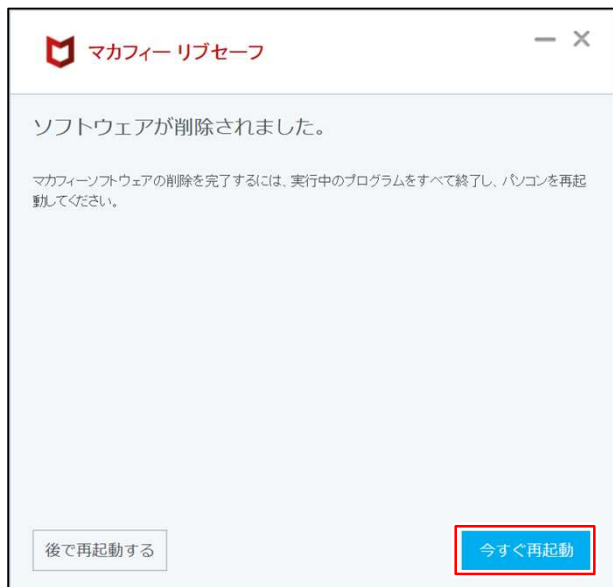 マカフィー リブセーフ
ソフトウェアが削除されました。
マカフィーソフトウェアの削除を完了するには、実行中のプログラムをすべて終了し、パソコンを再起
動してください。
後で再起動する
今すぐ再起動